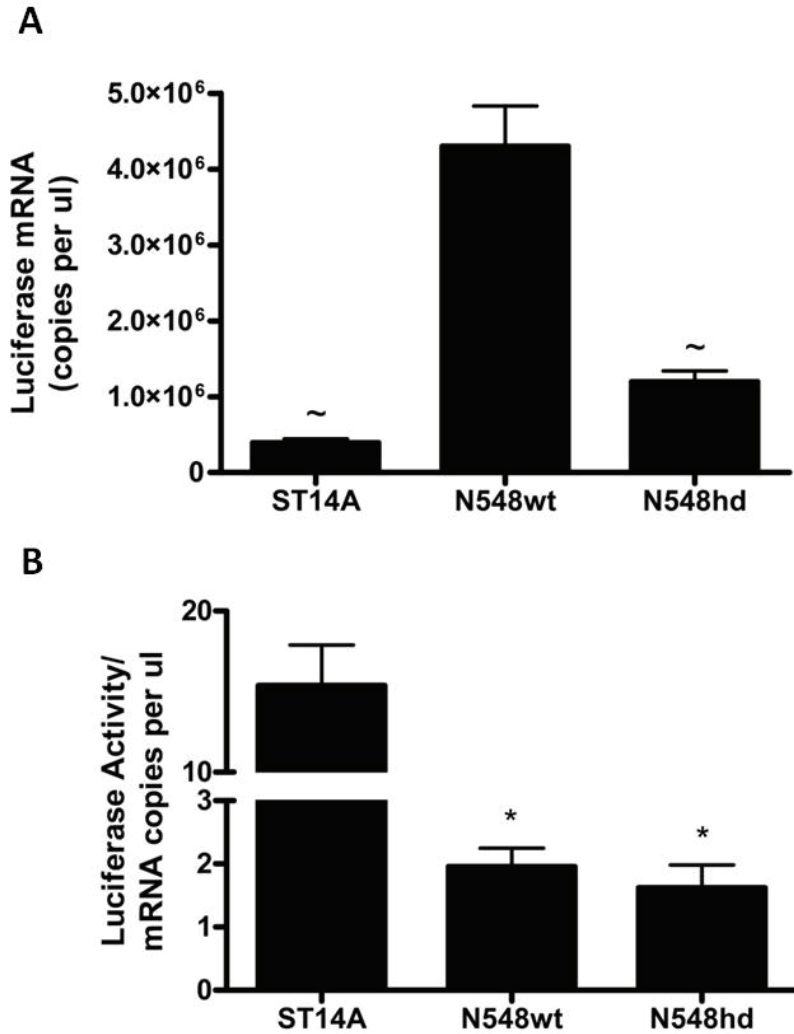 A
Luciferase mRNA
(copies per ul)
5.0×10⁶
4.0×10⁶
3.0×10⁶
2.0×10⁶
1.0×10⁶
0
~
~
ST14A N548wt N548hd
B
Luciferase Activity/
mRNA copies per ul
20
10
3
2
1
0
*
*
ST14A N548wt N548hd